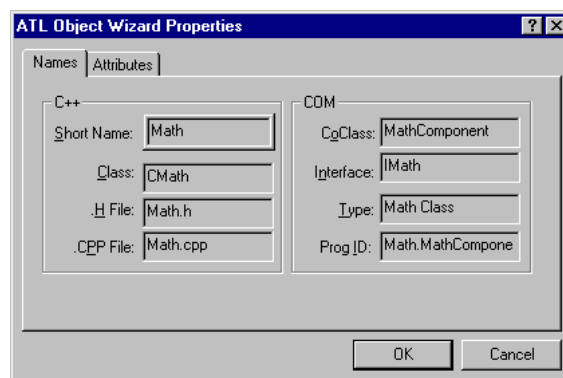 ATL Object Wizard Properties
Names Attributes
C++
Short Name: Math
Class: CMath
.H File: Math.h
.CPP File: Math.cpp
COM
CoClass: MathComponent
Interface: IMath
Type: Math Class
Prog ID: Math.MathCompone
OK Cancel